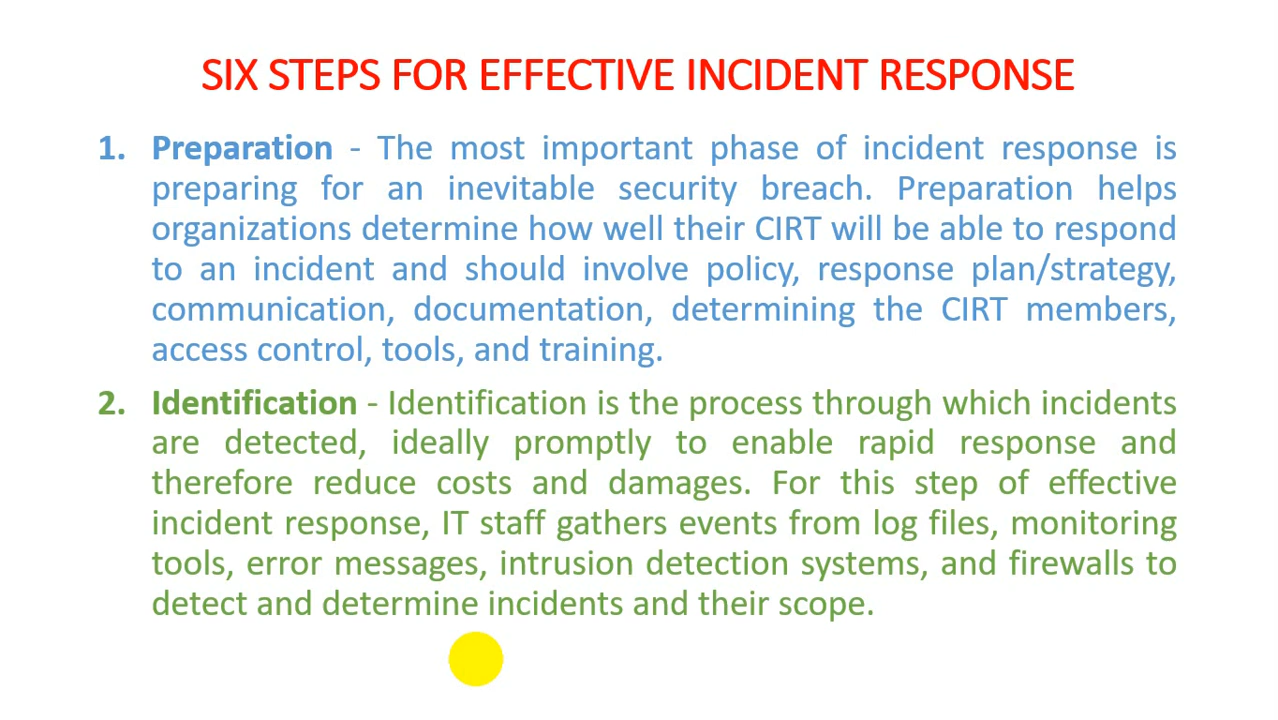 SIX STEPS FOR EFFECTIVE INCIDENT RESPONSE
1. Preparation - The most important phase of incident response is
preparing for an inevitable security breach. Preparation helps
organizations determine how well their CIRT will be able to respond
to an incident and should involve policy, response plan/strategy,
communication, documentation, determining the CIRT members,
access control, tools, and training.
2. Identification - Identification is the process through which incidents
are detected, ideally promptly to enable rapid response and
therefore reduce costs and damages. For this step of effective
incident response, IT staff gathers events from log files, monitoring
tools, error messages, intrusion detection systems, and firewalls to
detect and determine incidents and their scope.